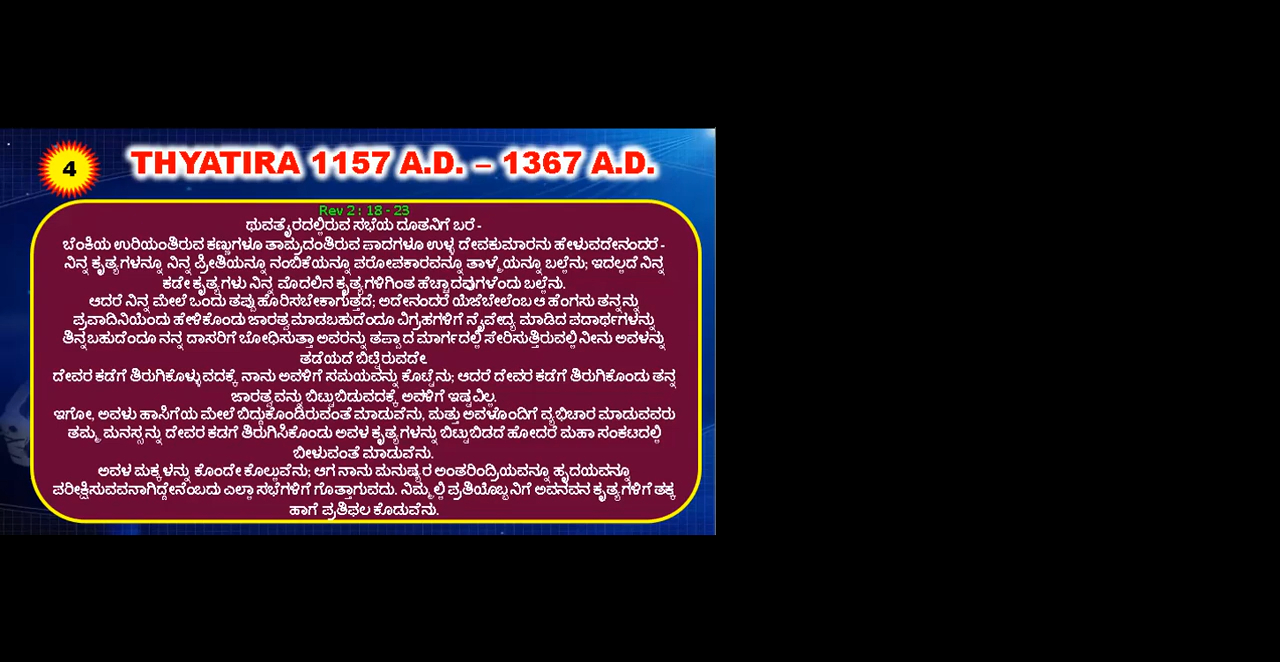 4
THYATIRA 1157 A.D. – 1367 A.D.
Rev 2 : 18 - 23
ಥುವತೈರದಲ್ಲಿರುವ ಸಭೆಯ ದೂತನಿಗೆ ಬರೆ -
ಬೆಂಕಿಯ ಉರಿಯಂತಿರುವ ಕಣ್ಣುಗಳೂ ತಾಮ್ರದಂತಿರುವ ಪಾದಗಳೂ ಉಳ್ಳ ದೇವಕುಮಾರನು ಹೇಳುವದೇನಂದರೆ -
ನಿನ್ನ ಕೃತ್ಯಗಳನ್ನೂ ನಿನ್ನ ಪ್ರೀತಿಯನ್ನೂ ನಂಬಿಕೆಯನ್ನೂ ಪರೋಪಕಾರವನ್ನೂ ತಾಳ್ಮೆಯನ್ನೂ ಬಲ್ಲೆನು; ಇದಲ್ಲದೆ ನಿನ್ನ
ಕಡೇ ಕೃತ್ಯಗಳು ನಿನ್ನ ಮೊದಲಿನ ಕೃತ್ಯಗಳಿಗಿಂತ ಹೆಚ್ಚಾದವುಗಳೆಂದು ಬಲ್ಲೆನು.
ಆದರೆ ನಿನ್ನ ಮೇಲೆ ಒಂದು ತಪ್ಪು ಹೊರಿಸಬೇಕಾಗುತ್ತದೆ; ಅದೇನಂದರೆ ಯೆಜೆಬೇಲೆಂಬ ಆ ಹೆಂಗಸು ತನ್ನನ್ನು
ಪ್ರವಾದಿನಿಯೆಂದು ಹೇಳಿಕೊಂಡು ಜಾರತ್ವಮಾಡಬಹುದೆಂದೂ ವಿಗ್ರಹಗಳಿಗೆ ನೈವೇದ್ಯ ಮಾಡಿದ ಪದಾರ್ಥಗಳನ್ನು
ತಿನ್ನಬಹುದೆಂದೂ ನನ್ನ ದಾಸರಿಗೆ ಬೋಧಿಸುತ್ತಾ ಅವರನ್ನು ತಪ್ಪಾದ ಮಾರ್ಗದಲ್ಲಿ ಸೇರಿಸುತ್ತಿರುವಲ್ಲಿ ನೀನು ಅವಳನ್ನು
ತಡೆಯದೆ ಬಿಟ್ಟಿರುವದೇ.
ದೇವರ ಕಡೆಗೆ ತಿರುಗಿಕೊಳ್ಳುವದಕ್ಕೆ ನಾನು ಅವಳಿಗೆ ಸಮಯವನ್ನು ಕೊಟ್ಟೆನು; ಆದರೆ ದೇವರ ಕಡೆಗೆ ತಿರುಗಿಕೊಂಡು ತನ್ನ
ಜಾರತ್ವವನ್ನು ಬಿಟ್ಟುಬಿಡುವದಕ್ಕೆ ಅವಳಿಗೆ ಇಷ್ಟವಿಲ್ಲ.
ಇಗೋ, ಅವಳು ಹಾಸಿಗೆಯ ಮೇಲೆ ಬಿದ್ದುಕೊಂಡಿರುವಂತೆ ಮಾಡುವೆನು, ಮತ್ತು ಅವಳೊಂದಿಗೆ ವ್ಯಭಿಚಾರ ಮಾಡುವವರು
ತಮ್ಮ ಮನಸ್ಸನ್ನು ದೇವರ ಕಡಗೆ ತಿರುಗಿಸಿಕೊಂಡು ಅವಳ ಕೃತ್ಯಗಳನ್ನು ಬಿಟ್ಟುಬಿಡದೆ ಹೋದರೆ ಮಹಾ ಸಂಕಟದಲ್ಲಿ
ಬೀಳುವಂತೆ ಮಾಡುವೆನು.
ಅವಳ ಮಕ್ಕಳನ್ನು ಕೊಂದೇ ಕೊಲ್ಲುವೆನು; ಆಗ ನಾನು ಮನುಷ್ಯರ ಅಂತರಿಂದ್ರಿಯವನ್ನೂ ಹೃದಯವನ್ನೂ
ಪರೀಕ್ಷಿಸುವವನಾಗಿದ್ದೇನೆಂಬದು ಎಲ್ಲಾ ಸಭೆಗಳಿಗೆ ಗೊತ್ತಾಗುವದು. ನಿಮ್ಮಲ್ಲಿ ಪ್ರತಿಯೊಬ್ಬನಿಗೆ ಅವನವನ ಕೃತ್ಯಗಳಿಗೆ ತಕ್ಕ
ಹಾಗೆ ಪ್ರತಿಫಲ ಕೊಡುವೆನು.